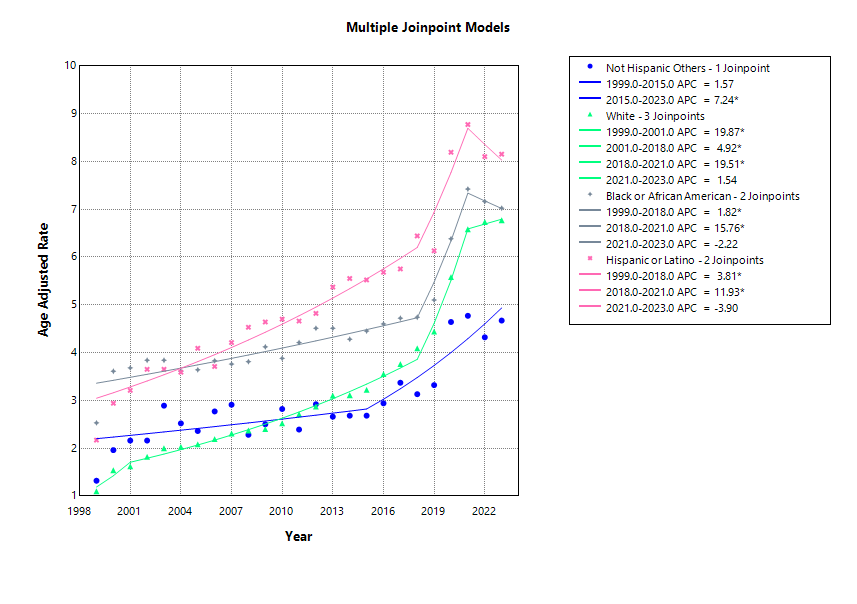 Multiple Joinpoint Models
10
9
8
7
6
5
4
3
2
1
1998 2001 2004 2007 2010 2013 2016 2019 2022
Age Adjusted Rate
Year
Not Hispanic Others - 1 Joinpoint
1999.0-2015.0 APC = 1.57
2015.0-2023.0 APC = 7.24*
White - 3 Joinpoints
1999.0-2001.0 APC = 19.87*
2001.0-2018.0 APC = 4.92*
2018.0-2021.0 APC = 19.51*
2021.0-2023.0 APC = 1.54
Black or African American - 2 Joinpoints
1999.0-2018.0 APC = 1.82*
2018.0-2021.0 APC = 15.76*
2021.0-2023.0 APC = -2.22
Hispanic or Latino - 2 Joinpoints
1999.0-2018.0 APC = 3.81*
2018.0-2021.0 APC = 11.93*
2021.0-2023.0 APC = -3.90